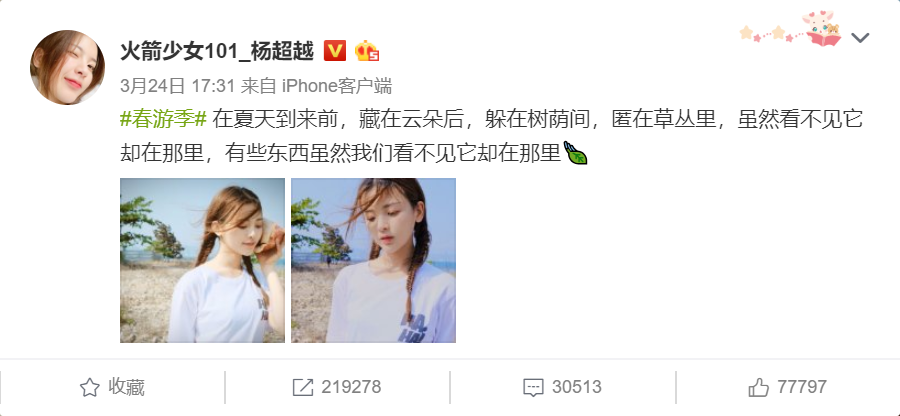 火箭少女101_杨超越
3月24日 17:31 来自 iPhone客户端
#春游季# 在夏天到来前，藏在云朵后，躲在树荫间，匿在草丛里，虽然看不见它
却在那里，有些东西虽然我们看不见它却在那里
收藏
219278
30513
77797